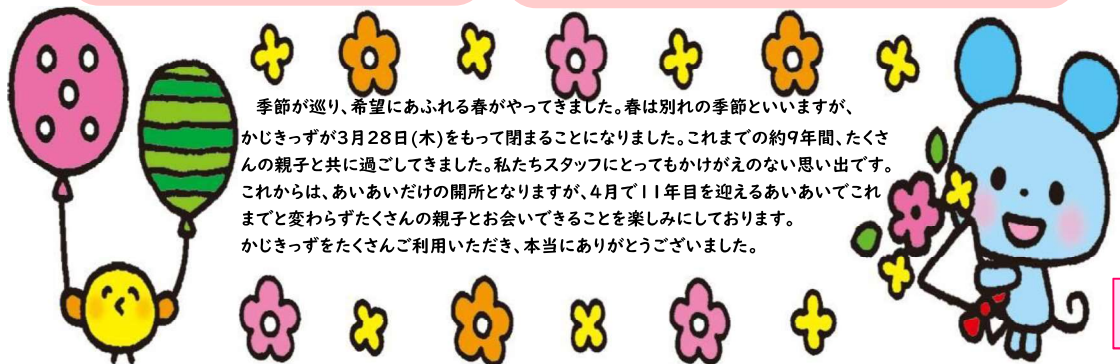 季節が巡り、希望にあふれる春がやってきました。春は別れの季節といいますが、
かじきっずが3月28日(木)をもって閉まることになりました。これまでの約9年間、たくさ
んの親子と共に過ごしてきました。私たちスタッフにとってもかけがえのない思い出です。
これからは、あいあいだけの開所となりますが、4月で11年目を迎えるあいあいでこれ
までと変わらずたくさんの親子とお会いできることを楽しみにしております。
かじきっずをたくさんご利用いただき、本当にありがとうございました。